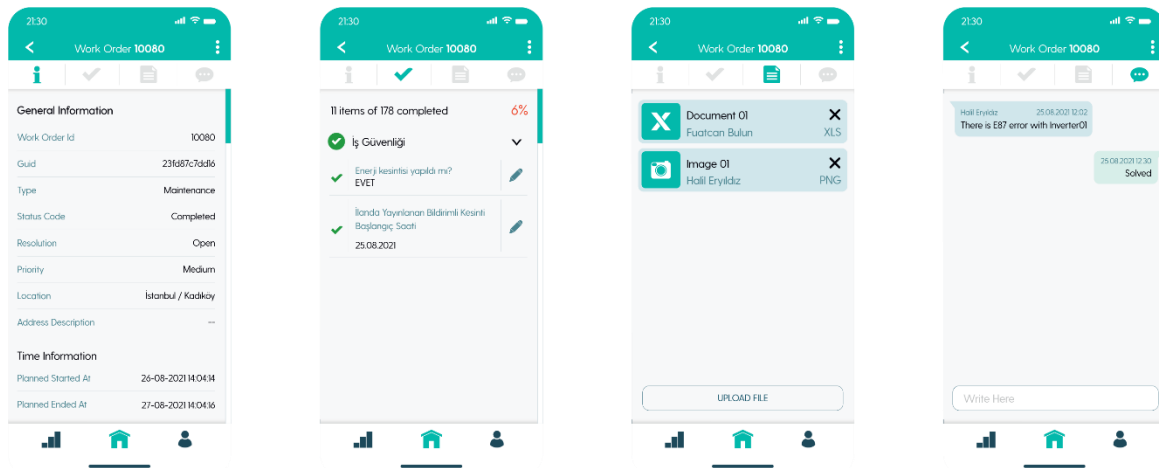 21:30
Work Order 10080
General Information
Work Order Id 10080
Guid 23fd87c7dd16
Type Maintenance
Status Code Completed
Resolution Open
Priority Medium
Location İstanbul / Kadıköy
Address Description --
Time Information
Planned Started At 26-08-2021 14:04:14
Planned Ended At 27-08-2021 14:04:16
21:30
Work Order 10080
11 items of 178 completed 6%
İş Güvenliği
Enerji kesintisi yapıldı mı?
EVET
İlanda Yayınlanan Bildirimli Kesinti
Başlangıç Saati
25.08.2021
21:30
Work Order 10080
Document 01
Fuatcan Bulun XLS
Image 01
Halil Eryıldız PNG
UPLOAD FILE
21:30
Work Order 10080
Halil Eryıldız 25.08.2021 12:02
There is E87 error with Inverter01
25.08.2021 12:30
Solved
Write Here